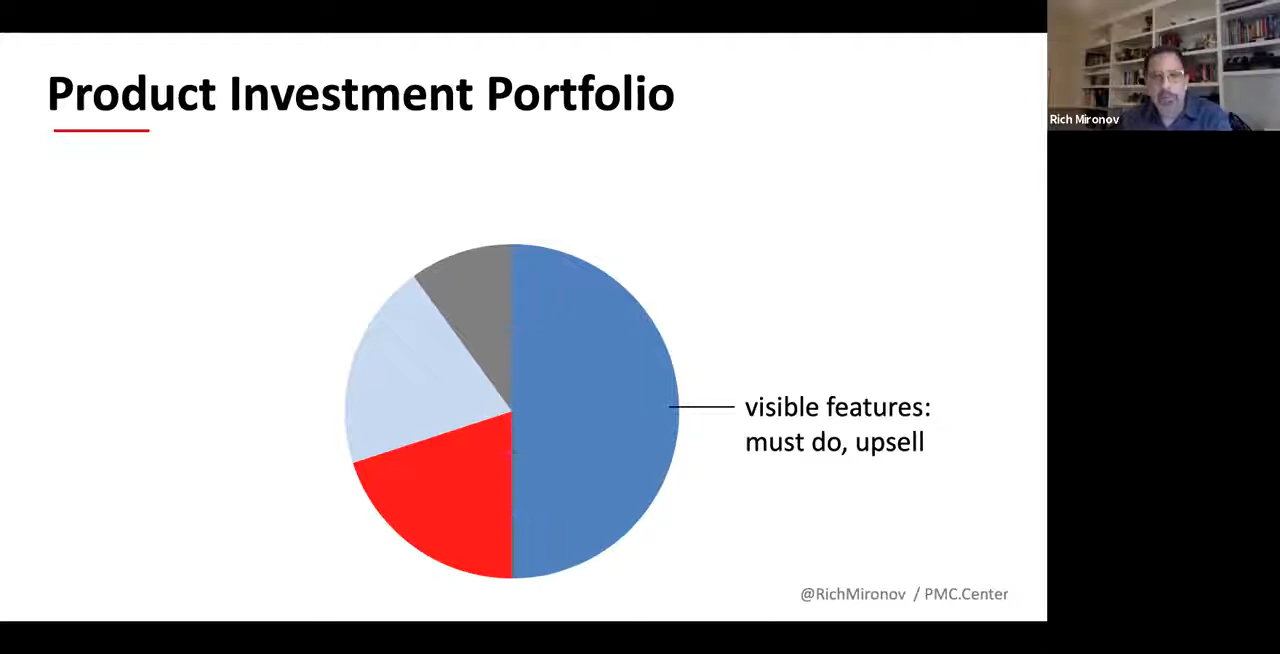 Product Investment Portfolio
Rich Mironov
visible features:
must do, upsell
@RichMironov / PMC.Center